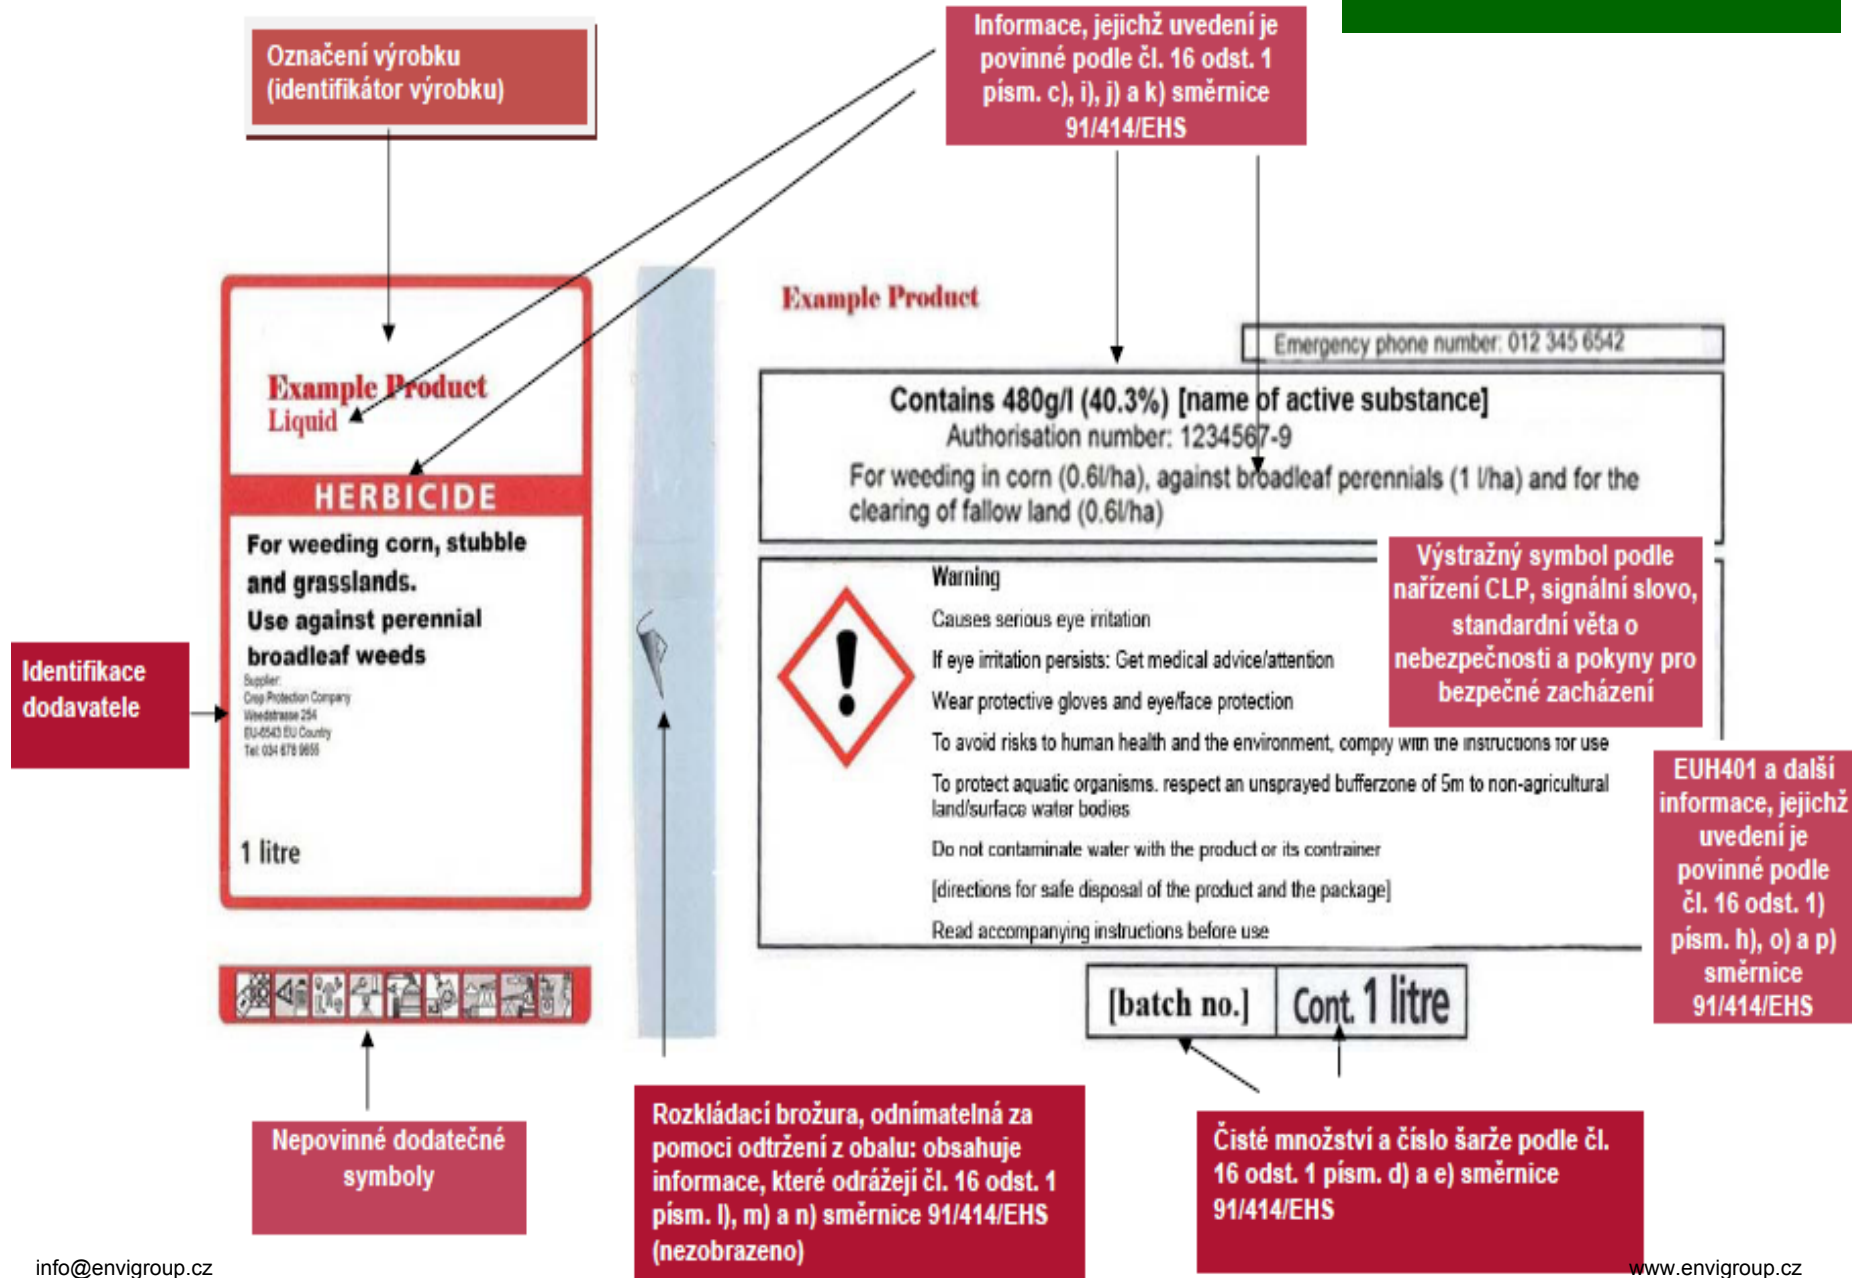 Označení výrobku
(identifikátor výrobku)
Informace, jejichž uvedení je
povinné podle čl. 16 odst. 1
písm. c), i), j) a k) směrnice
91/414/EHS
Example Product
Liquid
HERBICIDE
For weeding corn, stubble
and grasslands.
Use against perennial
broadleaf weeds
Supplier:
Crop Protection Company
Weedstrasse 254
EU-6543 EU Country
Tel: 034 678 9655
1 litre
Identifikace
dodavatele
Nepovinné dodatečné
symboly
Example Product
Emergency phone number: 012 345 6542
Contains 480g/l (40.3%) [name of active substance]
Authorisation number: 1234567-9
For weeding in corn (0.6l/ha), against broadleaf perennials (1 l/ha) and for the
clearing of fallow land (0.6l/ha)
Warning
Causes serious eye irritation
If eye irritation persists: Get medical advice/attention
Wear protective gloves and eye/face protection
To avoid risks to human health and the environment, comply with the instructions for use
To protect aquatic organisms. respect an unsprayed bufferzone of 5m to non-agricultural
land/surface water bodies
Do not contaminate water with the product or its contrainer
[directions for safe disposal of the product and the package]
Read accompanying instructions before use
Výstražný symbol podle
nařízení CLP, signální slovo,
standardní věta o
nebezpečnosti a pokyny pro
bezpečné zacházení
EUH401 a další
informace, jejichž
uvedení je
povinné podle
čl. 16 odst. 1)
písm. h), o) a p)
směrnice
91/414/EHS
[batch no.]
Cont. 1 litre
Rozkládací brožura, odnímatelná za
pomoci odtržení z obalu: obsahuje
informace, které odrážejí čl. 16 odst. 1
písm. l), m) a n) směrnice 91/414/EHS
(nezobrazeno)
Čisté množství a číslo šarže podle čl.
16 odst. 1 písm. d) a e) směrnice
91/414/EHS
info@envigroup.cz
www.envigroup.cz